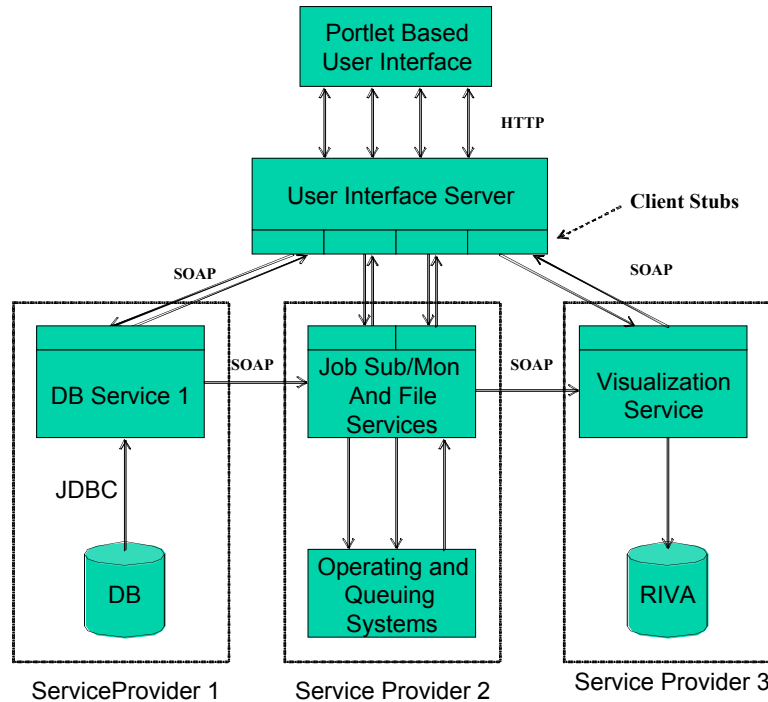 Portlet Based
User Interface
HTTP
User Interface Server
Client Stubs
SOAP
SOAP
DB Service 1
SOAP
Job Sub/Mon
And File
Services
SOAP
Visualization
Service
JDBC
DB
Operating and
Queuing
Systems
RIVA
ServiceProvider 1
Service Provider 2
Service Provider 3